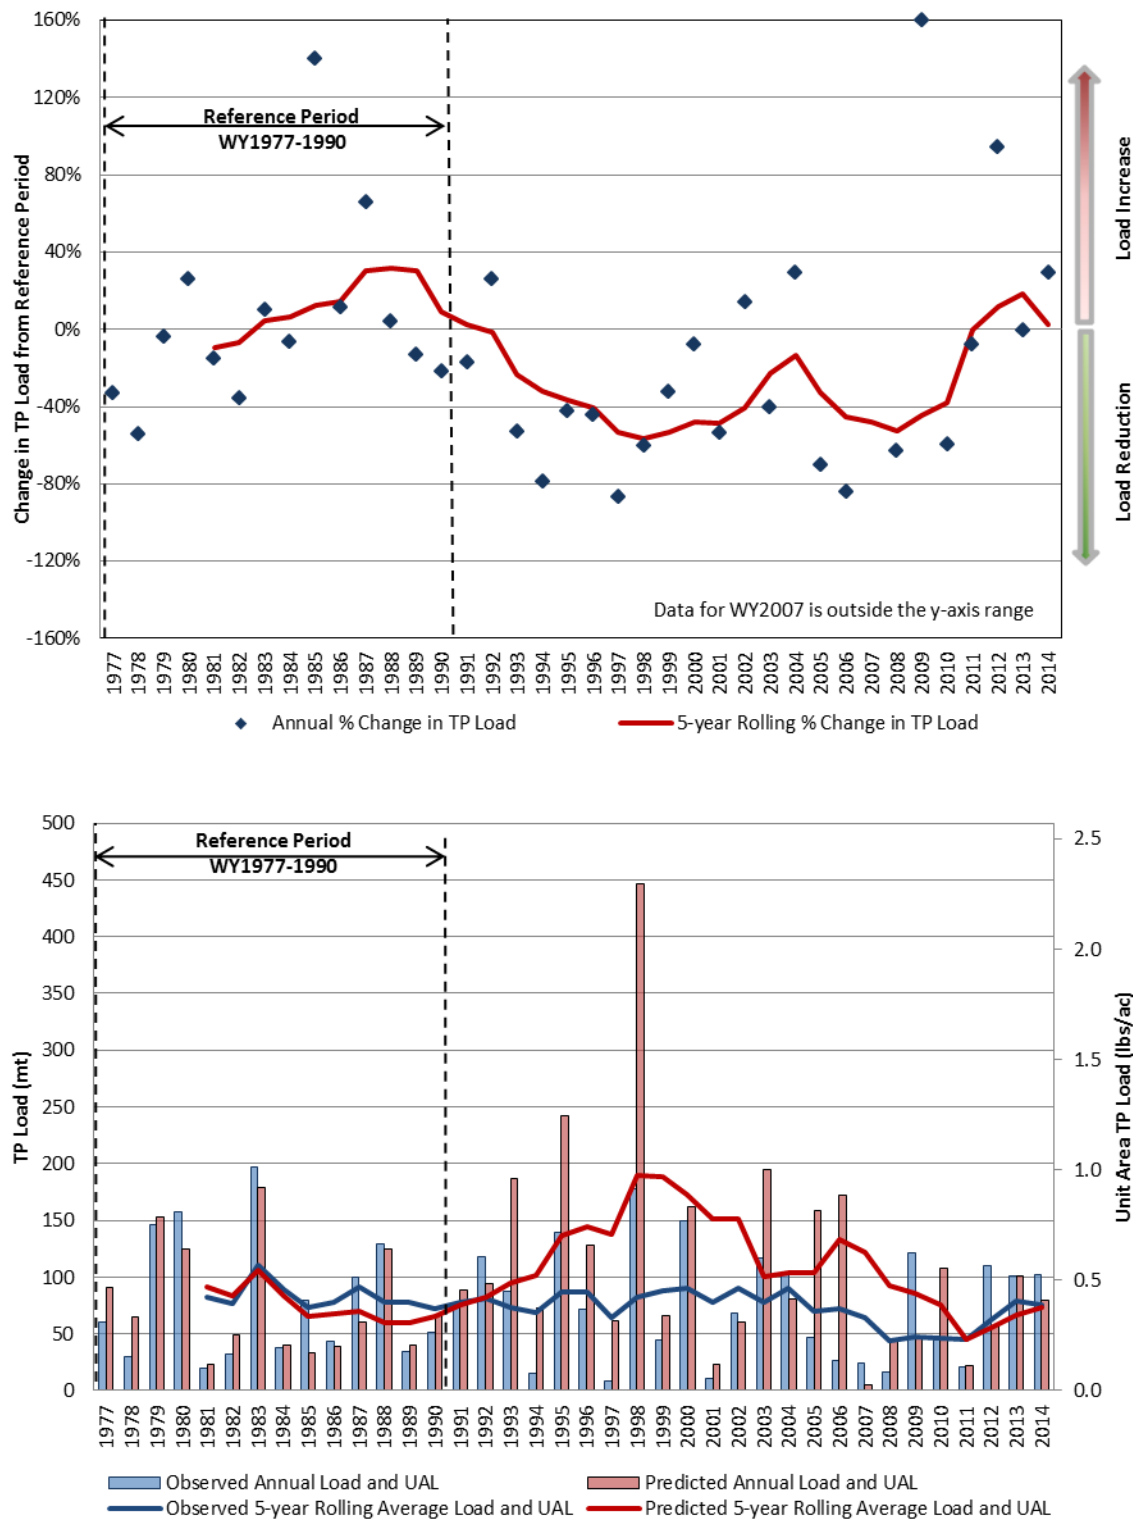 160%
120%
80%
40%
0%
-40%
-80%
-120%
-160%
Change in TP Load from Reference Period
Reference Period
WY1977-1990
Load Increase
Load Reduction
Data for WY2007 is outside the y-axis range
1977 1978 1979 1980 1981 1982 1983 1984 1985 1986 1987 1988 1989 1990 1991 1992 1993 1994 1995 1996 1997 1998 1999 2000 2001 2002 2003 2004 2005 2006 2007 2008 2009 2010 2011 2012 2013 2014
Annual % Change in TP Load 5-year Rolling % Change in TP Load
500
450
400
350
300
250
200
150
100
50
0
TP Load (mt)
Reference Period
WY1977-1990
2.5
2.0
1.5
1.0
0.5
0.0
Unit Area TP Load (lbs/ac)
1977 1978 1979 1980 1981 1982 1983 1984 1985 1986 1987 1988 1989 1990 1991 1992 1993 1994 1995 1996 1997 1998 1999 2000 2001 2002 2003 2004 2005 2006 2007 2008 2009 2010 2011 2012 2013 2014
Observed Annual Load and UAL Predicted Annual Load and UAL
Observed 5-year Rolling Average Load and UAL Predicted 5-year Rolling Average Load and UAL